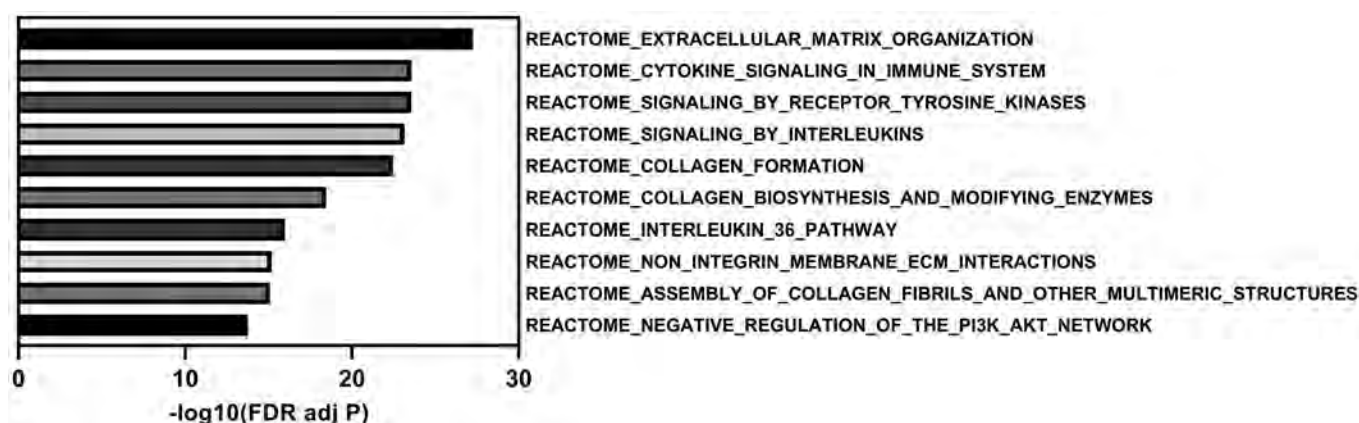 REACTOME_EXTRACELLULAR_MATRIX_ORGANIZATION
REACTOME_CYTOKINE_SIGNALING_IN_IMMUNE_SYSTEM
REACTOME_SIGNALING_BY_RECEPTOR_TYROSINE_KINASES
REACTOME_SIGNALING_BY_INTERLEUKINS
REACTOME_COLLAGEN_FORMATION
REACTOME_COLLAGEN_BIOSYNTHESIS_AND_MODIFYING_ENZYMES
REACTOME_INTERLEUKIN_36_PATHWAY
REACTOME_NON_INTEGRIN_MEMBRANE_ECM_INTERACTIONS
REACTOME_ASSEMBLY_OF_COLLAGEN_FIBRILS_AND_OTHER_MULTIMERIC_STRUCTURES
REACTOME_NEGATIVE_REGULATION_OF_THE_PI3K_AKT_NETWORK
0 10 20 30
-log10(FDR adj P)